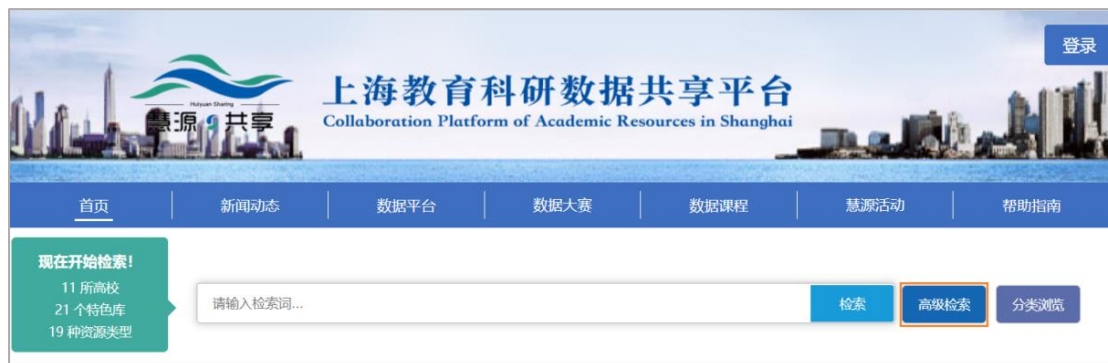 登录
Huiyuan Sharing
慧源共享
上海教育科研数据共享平台
Collaboration Platform of Academic Resources in Shanghai
首页 新闻动态 数据平台 数据大赛 数据课程 慧源活动 帮助指南
现在开始检索!
11 所高校
21 个特色库
19 种资源类型
请输入检索词... 检索 高级检索 分类浏览